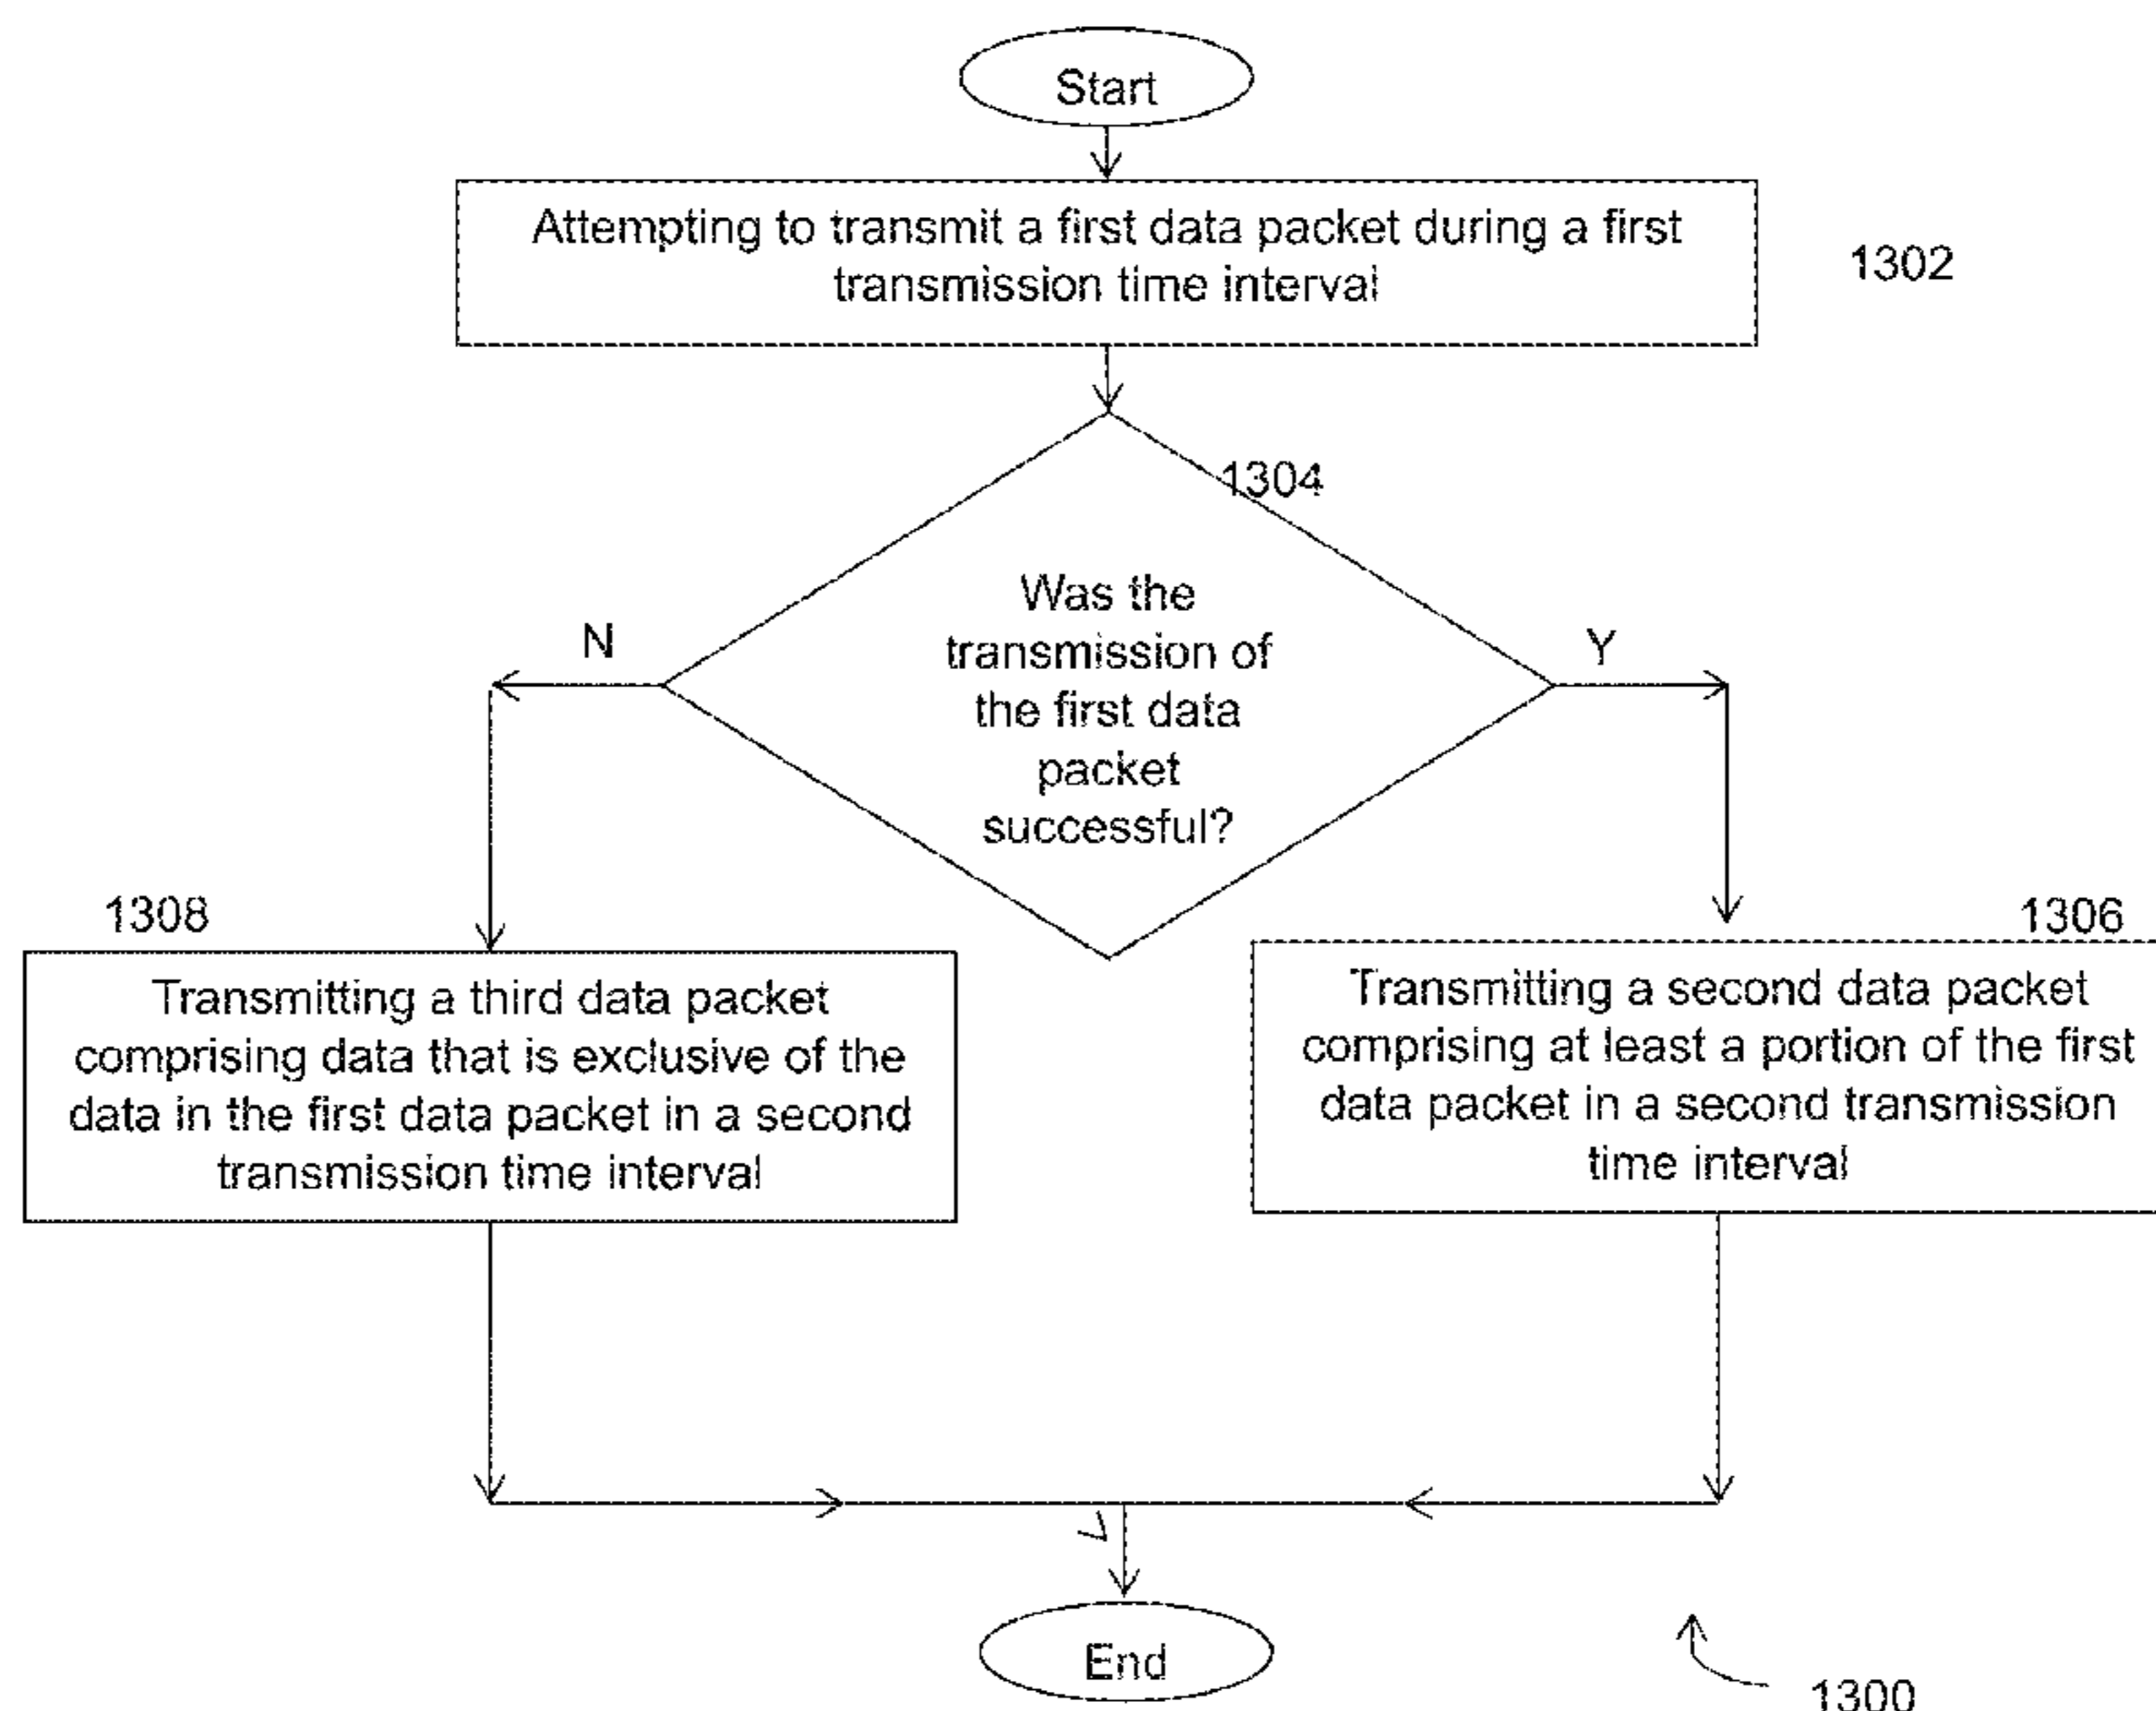 Start
Attempting to transmit a first data packet during a first
transmission time interval
1302
1304
Was the
transmission of
the first data
packet
successful?
N
Y
1308
1306
Transmitting a third data packet
comprising data that is exclusive of the
data in the first data packet in a second
transmission time interval
Transmitting a second data packet
comprising at least a portion of the first
data packet in a second transmission
time interval
End
1300